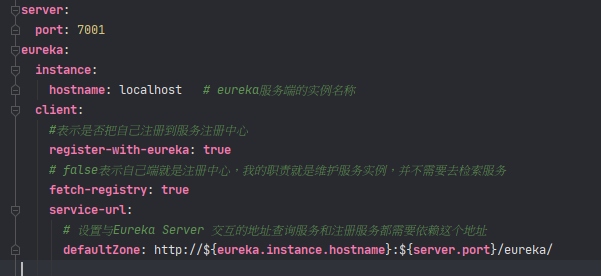 server:
  port: 7001
eureka:
  instance:
    hostname: localhost   # eureka服务端的实例名称
  client:
    #表示是否把自己注册到服务注册中心
    register-with-eureka: true
    # false表示自己端就是注册中心，我的职责就是维护服务实例，并不需要去检索服务
    fetch-registry: true
    service-url:
      # 设置与Eureka Server 交互的地址查询服务和注册服务都需要依赖这个地址
      defaultZone: http://${eureka.instance.hostname}:${server.port}/eureka/